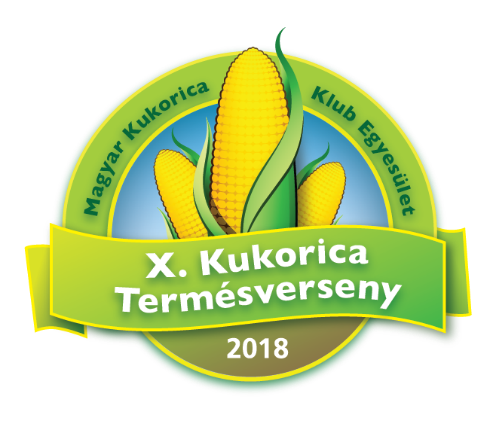 Magyar Kukorica Klub Egyesület
X. Kukorica
Termésverseny
2018